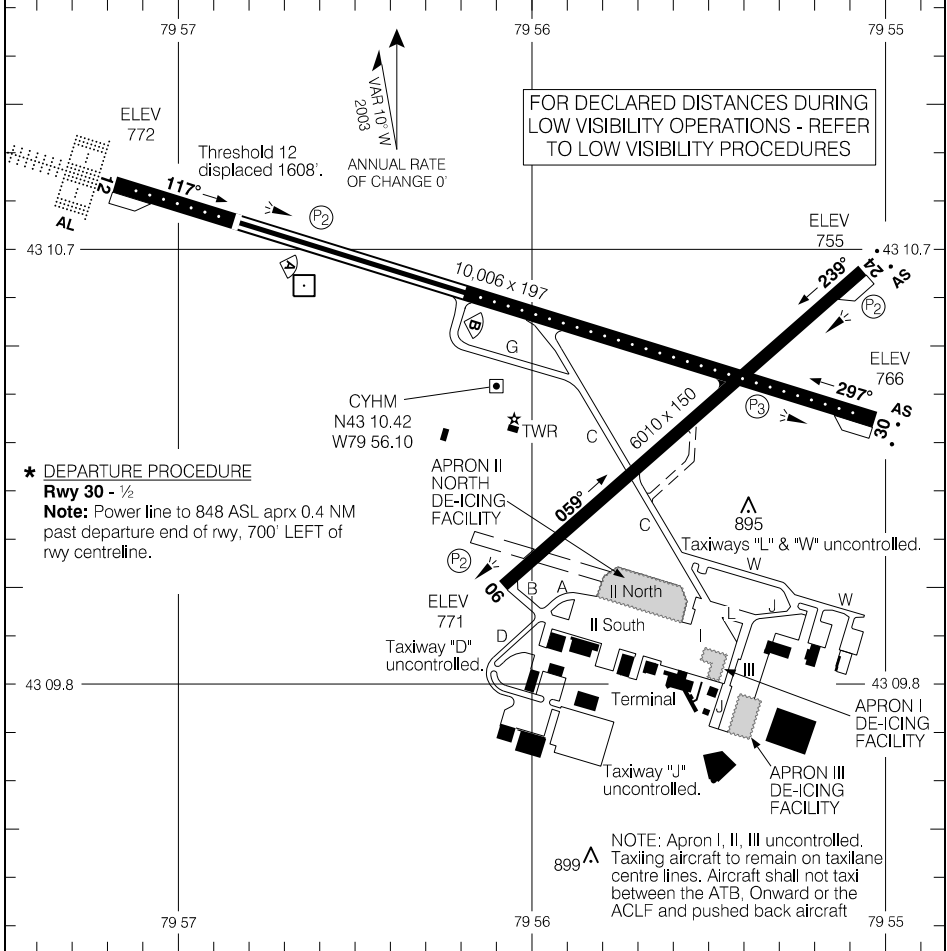 79 57
79 56
79 55
VAR 10° W
2003
ANNUAL RATE
OF CHANGE 0'
FOR DECLARED DISTANCES DURING
LOW VISIBILITY OPERATIONS - REFER
TO LOW VISIBILITY PROCEDURES
ELEV
772
Threshold 12
displaced 1608'.
12
117°
AL
P2
ELEV
755
43 10.7
43 10.7
24
AS
239°
P2
A
10,006 x 197
B
G
ELEV
766
297°
AS
30
P3
CYHM
N43 10.42
W79 56.10
TWR
C
6010 x 150
* DEPARTURE PROCEDURE
Rwy 30 - ½
Note: Power line to 848 ASL aprx 0.4 NM
past departure end of rwy, 700' LEFT of
rwy centreline.
APRON II
NORTH
DE-ICING
FACILITY
059°
C
895
Taxiways "L" & "W" uncontrolled.
P2
06
W
ELEV
771
B
A
II North
L
J
W
II South
D
Taxiway "D"
uncontrolled.
I
III
43 09.8
43 09.8
Terminal
J
APRON I
DE-ICING
FACILITY
Taxiway "J"
uncontrolled.
APRON III
DE-ICING
FACILITY
899
NOTE: Apron I, II, III uncontrolled.
Taxiing aircraft to remain on taxilane
centre lines. Aircraft shall not taxi
between the ATB, Onward or the
ACLF and pushed back aircraft
79 57
79 56
79 55